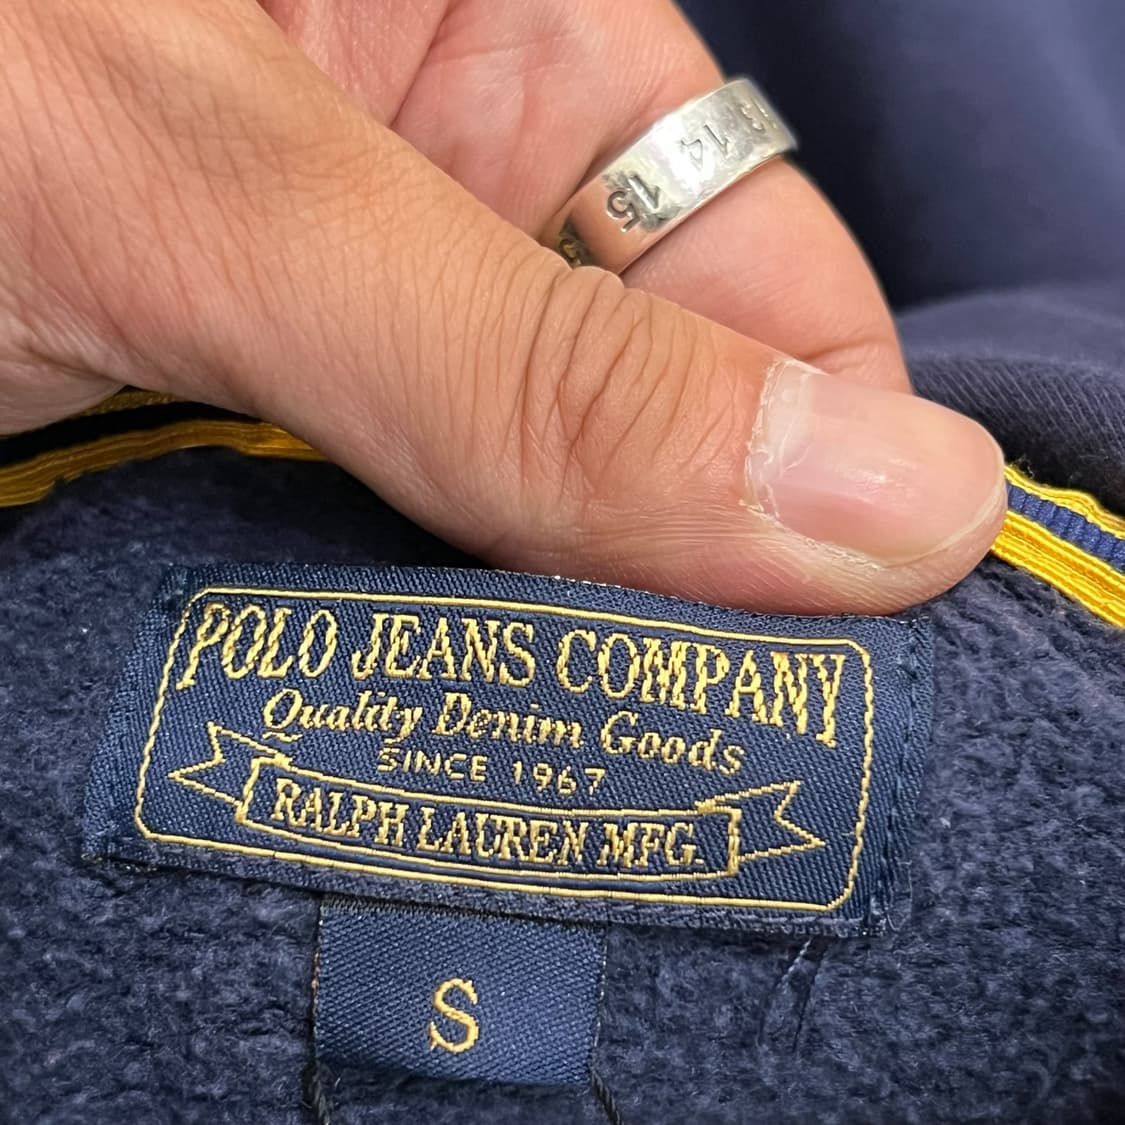 14
15
POLO JEANS COMPANY
Quality Denim Goods
SINCE 1967
RALPH LAUREN MFG.
S